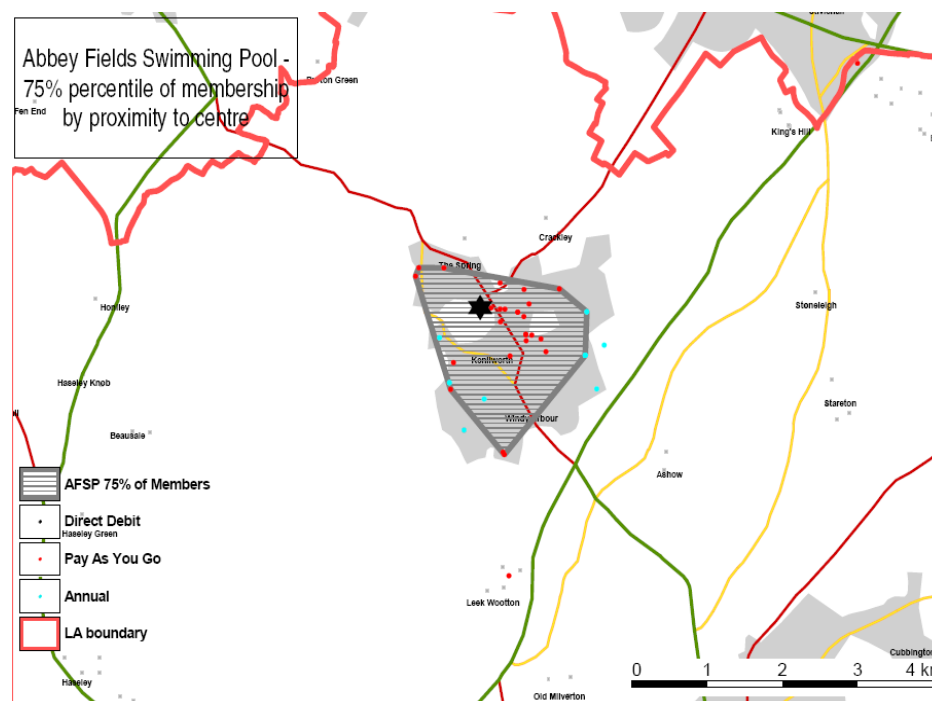 Abbey Fields Swimming Pool -
75% percentile of membership
by proximity to centre
Fen End
King's Hill
Crackley
The Spring
Honiley
Stoneleigh
Kenilworth
Haseley Knob
Stareton
Beausale
Ashow
AFSP 75% of Members
Direct Debit
Haseley Green
Pay As You Go
Annual
Leek Wootton
LA boundary
Cubbington
Haseley
Old Milverton
0 1 2 3 4 km